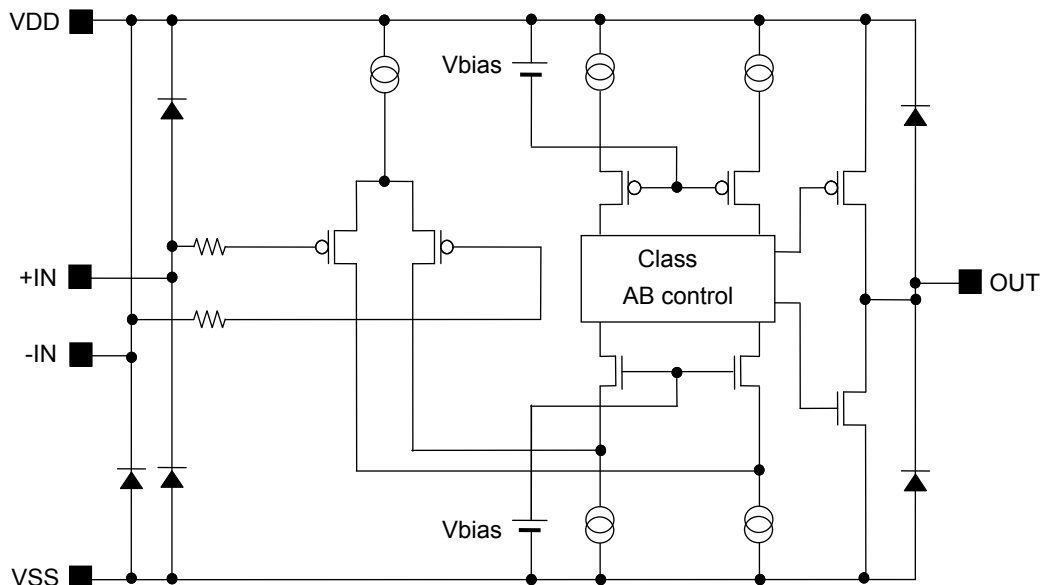 VDD
Vbias
+IN
-IN
Class
AB control
OUT
Vbias
VSS